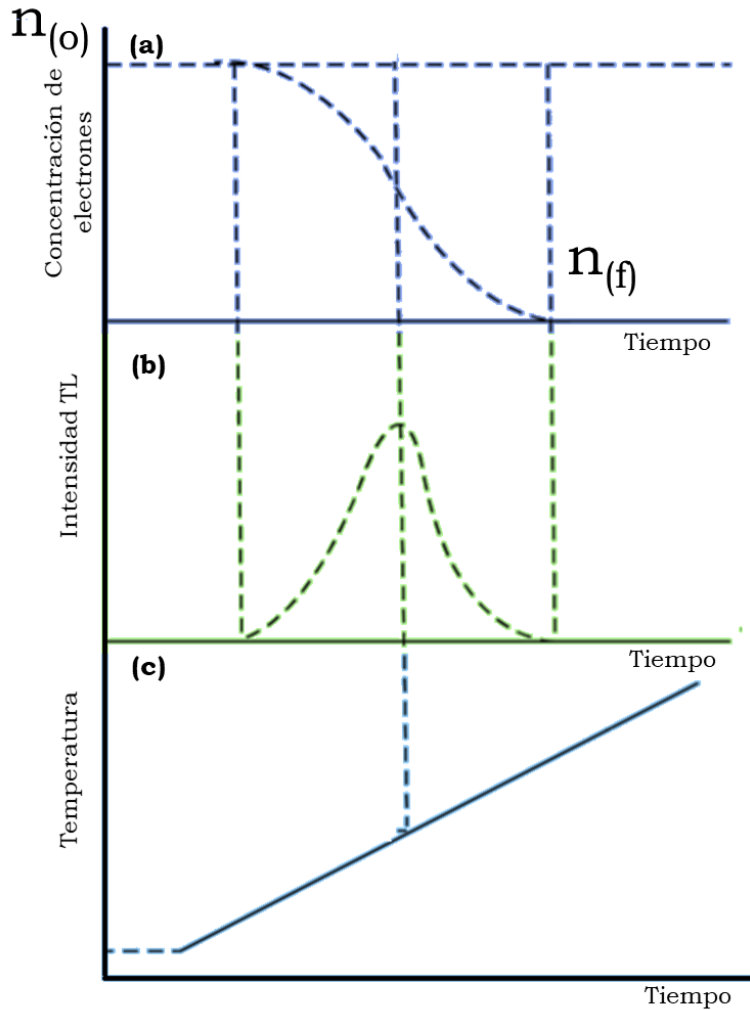 n(o)
(a)
Concentración de
electrones
n(f)
Tiempo
(b)
Intensidad TL
Tiempo
(c)
Temperatura
Tiempo